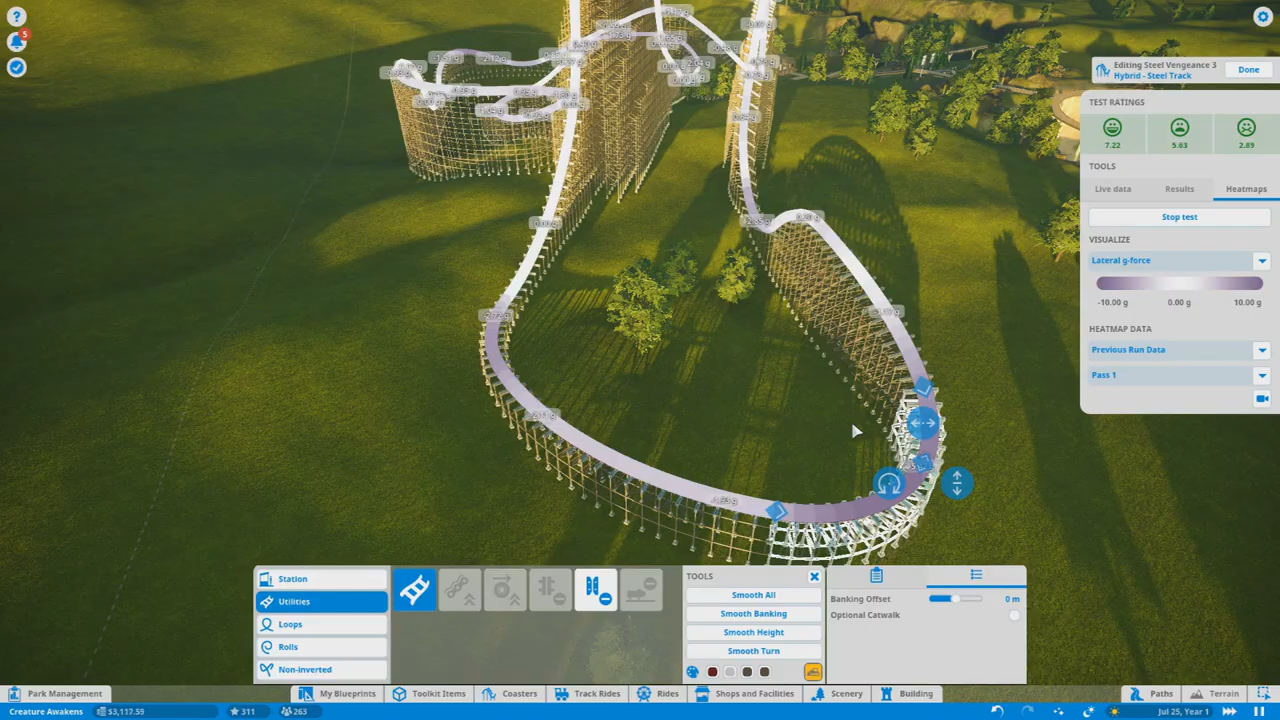 5
Editing Steel Vengeance 3
Hybrid - Steel Track
Done
TEST RATINGS
7.22
5.63
2.89
TOOLS
Live data
Results
Heatmaps
Stop test
VISUALIZE
Lateral g-force
-10.00 g
0.00 g
10.00 g
HEATMAP DATA
Previous Run Data
Pass 1
Station
Utilities
Loops
Rolls
Non-inverted
TOOLS
Smooth All
Smooth Banking
Smooth Height
Smooth Turn
Banking Offset
0 m
Optional Catwalk
Park Management
My Blueprints
Toolkit Items
Coasters
Track Rides
Rides
Shops and Facilities
Scenery
Building
Paths
Terrain
Creature Awakens
$3,117.59
311
263
Jul 25, Year 1